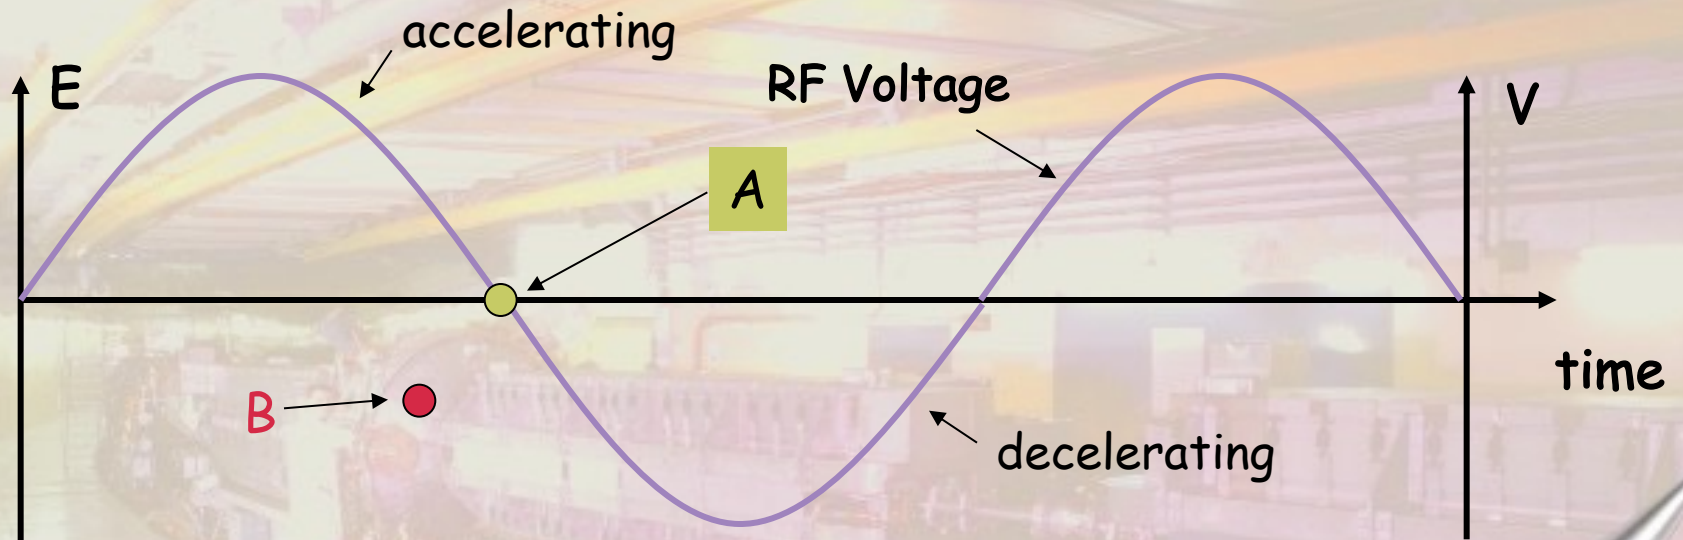 accelerating
E
RF Voltage
V
A
time
B
decelerating